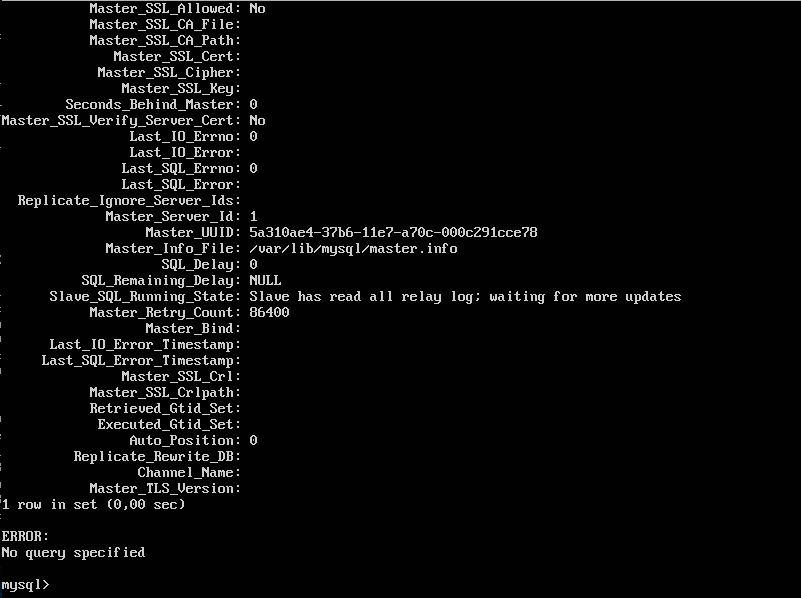 Master_SSL_Allowed: No
Master_SSL_CA_File:
Master_SSL_CA_Path:
Master_SSL_Cert:
Master_SSL_Cipher:
Master_SSL_Key:
Seconds_Behind_Master: 0
Master_SSL_Verify_Server_Cert: No
Last_IO_Errno: 0
Last_IO_Error:
Last_SQL_Errno: 0
Last_SQL_Error:
Replicate_Ignore_Server_Ids:
Master_Server_Id: 1
Master_UUID: 5a310ae4-37b6-11e7-a70c-000c291cce78
Master_Info_File: /var/lib/mysql/master.info
SQL_Delay: 0
SQL_Remaining_Delay: NULL
Slave_SQL_Running_State: Slave has read all relay log; waiting for more updates
Master_Retry_Count: 86400
Master_Bind:
Last_IO_Error_Timestamp:
Last_SQL_Error_Timestamp:
Master_SSL_Crl:
Master_SSL_Crlpath:
Retrieved_Gtid_Set:
Executed_Gtid_Set:
Auto_Position: 0
Replicate_Rewrite_DB:
Channel_Name:
Master_TLS_Version:
1 row in set (0,00 sec)
ERROR:
No query specified
mysql>